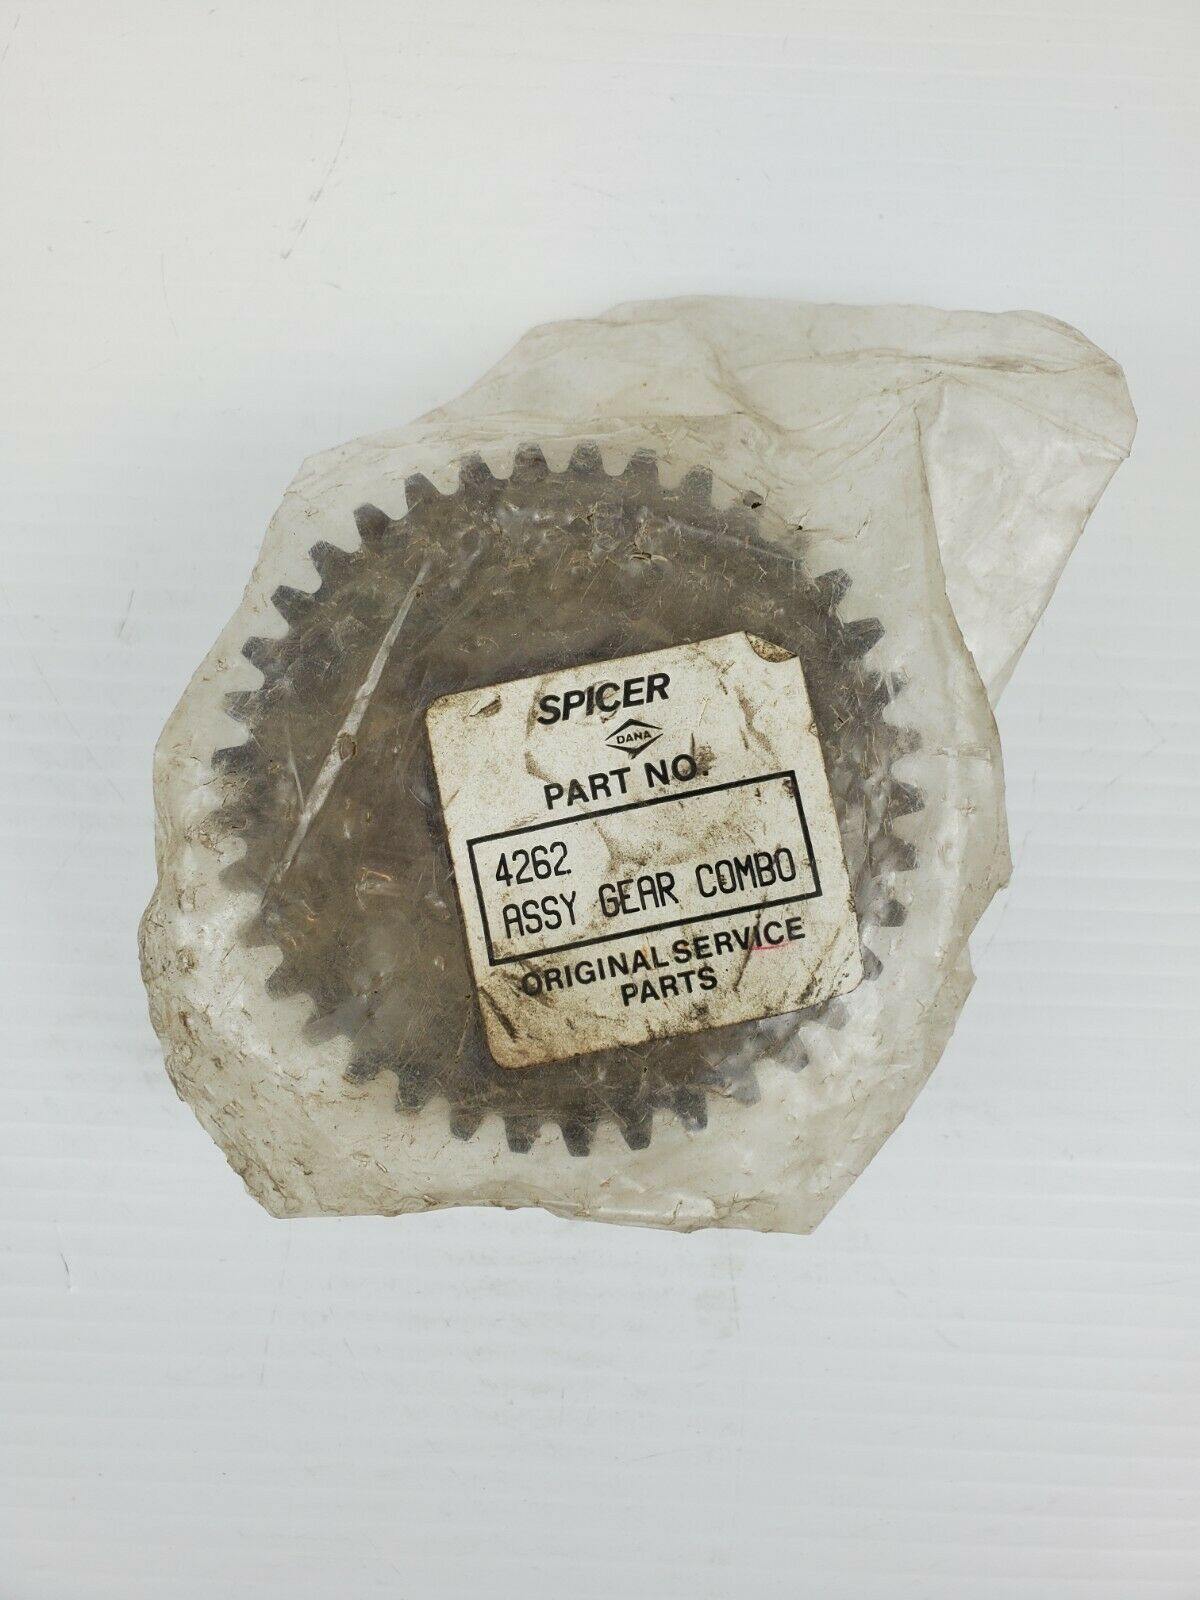 SPICER
DANA
PART NO.
4262
ASSY GEAR COMBO
ORIGINAL SERVICE
PARTS